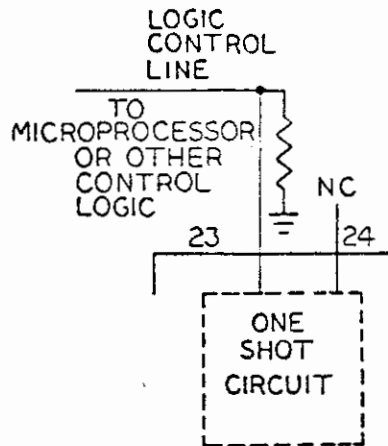 LOGIC
CONTROL
LINE
TO
MICROPROCESSOR
OR OTHER
CONTROL
LOGIC
NC
23
24
ONE
SHOT
CIRCUIT